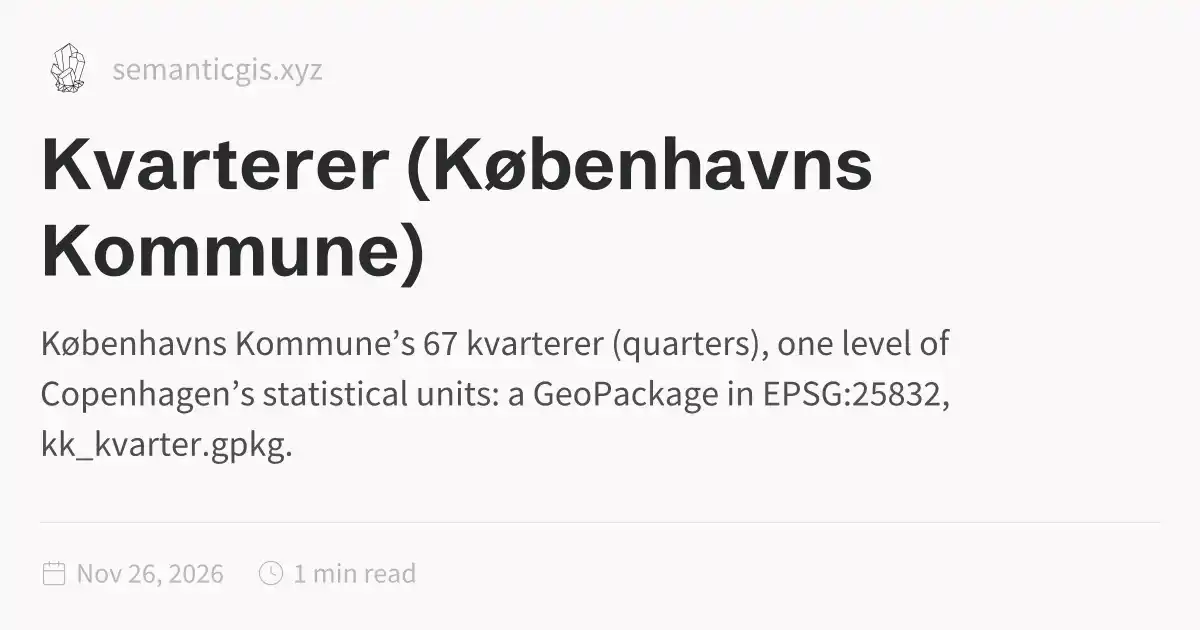 semanticgis.xyz
Kvarterer (Københavns
Kommune)
Københavns Kommune’s 67 kvarterer (quarters), one level of
Copenhagen’s statistical units: a GeoPackage in EPSG:25832,
kk_kvarter.gpkg.
Nov 26, 2026 1 min read